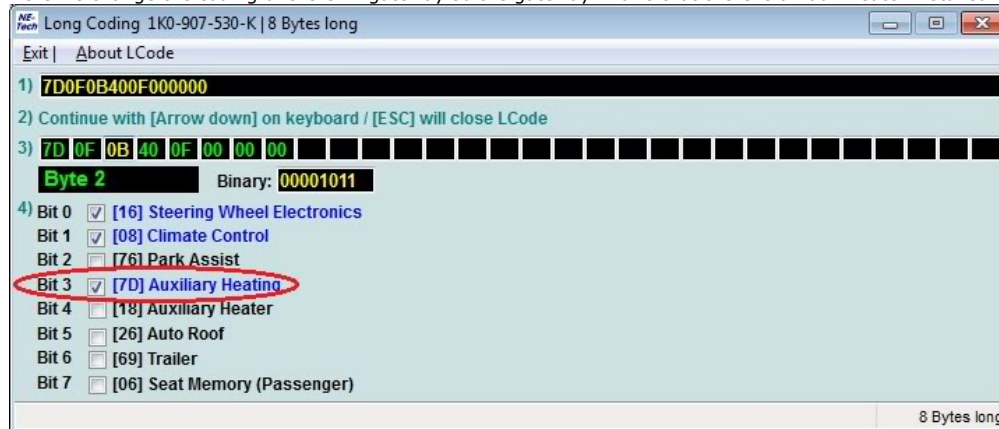 NE-Tech Long Coding 1K0-907-530-K | 8 Bytes long
Exit | About LCode
1) 7D0F0B400F000000
2) Continue with [Arrow down] on keyboard / [ESC] will close LCode
3) 7D 0F 0B 40 0F 00 00 00
Byte 2 Binary: 00001011
4) Bit 0 [16] Steering Wheel Electronics
Bit 1 [08] Climate Control
Bit 2 [76] Park Assist
Bit 3 [7D] Auxiliary Heating
Bit 4 [18] Auxiliary Heater
Bit 5 [26] Auto Roof
Bit 6 [69] Trailer
Bit 7 [06] Seat Memory (Passenger)
8 Bytes long